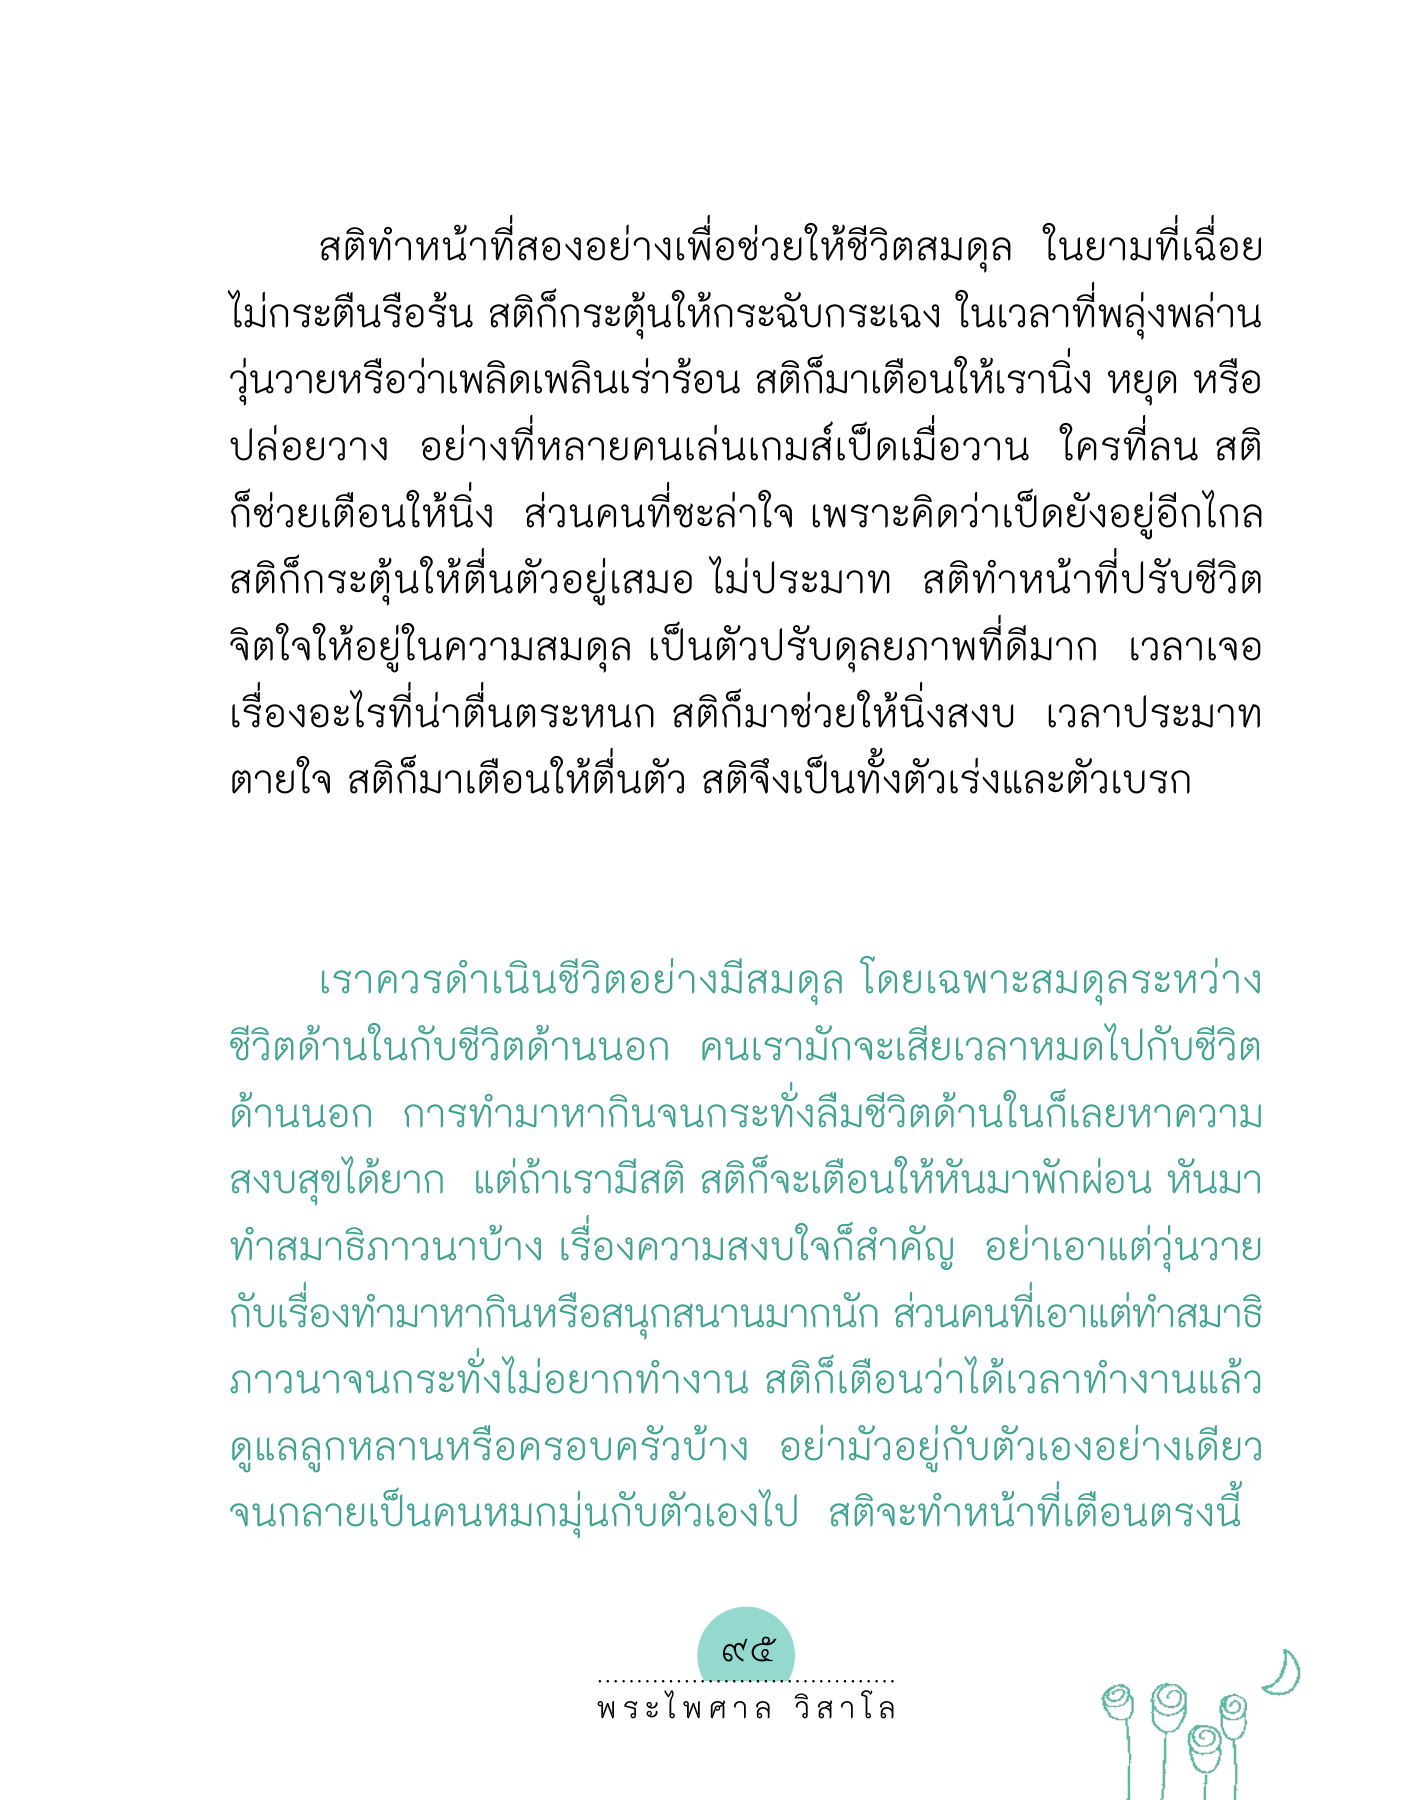 สติทำหน้าที่สองอย่างเพื่อช่วยให้ชีวิตสมดุล ในยามที่เฉื่อย
ไม่กระตืนรือร้น สติก็กระตุ้นให้กระฉับกระเฉง ในเวลาที่พลุ่งพล่าน
วุ่นวายหรือว่าเพลิดเพลินเร่าร้อน สติก็มาเตือนให้เรานิ่ง หยุด หรือ
ปล่อยวาง อย่างที่หลายคนเล่นเกมส์เป็ดเมื่อวาน ใครที่ลน สติ
ก็ช่วยเตือนให้นิ่ง ส่วนคนที่ชะล่าใจ เพราะคิดว่าเป็ดยังอยู่อีกไกล
สติก็กระตุ้นให้ตื่นตัวอยู่เสมอ ไม่ประมาท สติทำหน้าที่ปรับชีวิต
จิตใจให้อยู่ในความสมดุล เป็นตัวปรับดุลยภาพที่ดีมาก เวลาเจอ
เรื่องอะไรที่น่าตื่นตระหนก สติก็มาช่วยให้นิ่งสงบ เวลาประมาท
ตายใจ สติก็มาเตือนให้ตื่นตัว สติจึงเป็นทั้งตัวเร่งและตัวเบรก
เราควรดำเนินชีวิตอย่างมีสมดุล โดยเฉพาะสมดุลระหว่าง
ชีวิตด้านในกับชีวิตด้านนอก คนเรามักจะเสียเวลาหมดไปกับชีวิต
ด้านนอก การทำมาหากินจนกระทั่งลืมชีวิตด้านในก็เลยหาความ
สงบสุขได้ยาก แต่ถ้าเรามีสติ สติก็จะเตือนให้หันมาพักผ่อน หันมา
ทำสมาธิภาวนาบ้าง เรื่องความสงบใจก็สำคัญ อย่าเอาแต่วุ่นวาย
กับเรื่องทำมาหากินหรือสนุกสนานมากนัก ส่วนคนที่เอาแต่ทำสมาธิ
ภาวนาจนกระทั่งไม่อยากทำงาน สติก็เตือนว่าได้เวลาทำงานแล้ว
ดูแลลูกหลานหรือครอบครัวบ้าง อย่ามัวอยู่กับตัวเองอย่างเดียว
จนกลายเป็นคนหมกมุ่นกับตัวเองไป สติจะทำหน้าที่เตือนตรงนี้
๙๕
พระไพศาล วิสาโล